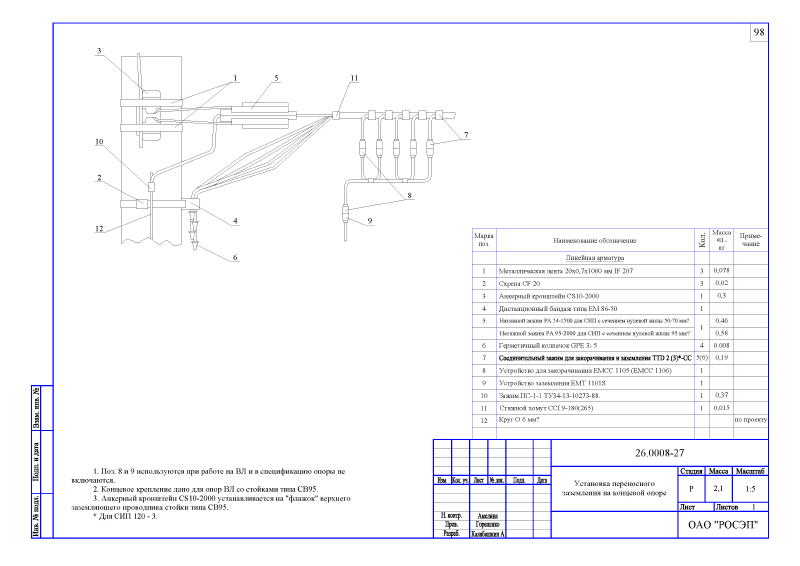 98
3
1
5
11
10
2
12
4
6
7
8
9
Марка поз. Наименование обозначение Кол. Масса ед., кг Приме- чание
Линейная арматура
1 Металлическая лента 20х0,7х1000 мм IF 207 3 0,078
2 Скрепа CF 20 3 0,02
3 Анкерный кронштейн CS10-2000 1 0,3
4 Дистанционный бандаж типа ЕМ 86-50 1
5. Натяжной зажим PA 54-1500 для СИП с сечением нулевой жилы 50-70 мм? 1 0,46
Натяжной зажим PA 95-2000 для СИП с сечением нулевой жилы 95 мм? 0,58
6 Герметичный колпачок GPE 3; 5 4 0.008
7 Соединительный зажим для закорачивания и заземления TTD 2 (3)*-CC 5(6) 0,19
8 Устройство для закорачивания EMCC 1105 (EMCC 1106) 1
9 Устройство заземления EMT 1101S 1
10 Зажим ПС-1-1 ТУ34-13-10273-88. 1 0,37
11 Стяжной хомут CCI 9-180(265) 1 0,015
12 Круг О 6 мм? по проекту
1. Поз. 8 и 9 используются при работе на ВЛ и в спецификацию опоры не
включаются.
2. Концевое крепление дано для опор ВЛ со стойками типа СВ95.
3. Анкерный кронштейн CS10-2000 устанавливается на "флажок" верхнего
заземляющего проводника стойки типа СВ95.
* Для СИП 120 - 3.
Взам. инв. №
Подп. и дата
Инв. № подл.
26.0008-27
Изм. Кол. уч. Лист № док. Подп. Дата
Установка переносного
заземления на концевой опоре
Стадия Масса Масштаб
Р 2,1 1:5
Лист Листов 1
Н. контр. Амелина
Пров. Гороненко
Разраб. Калабашкин А
ОАО "РОСЭП"